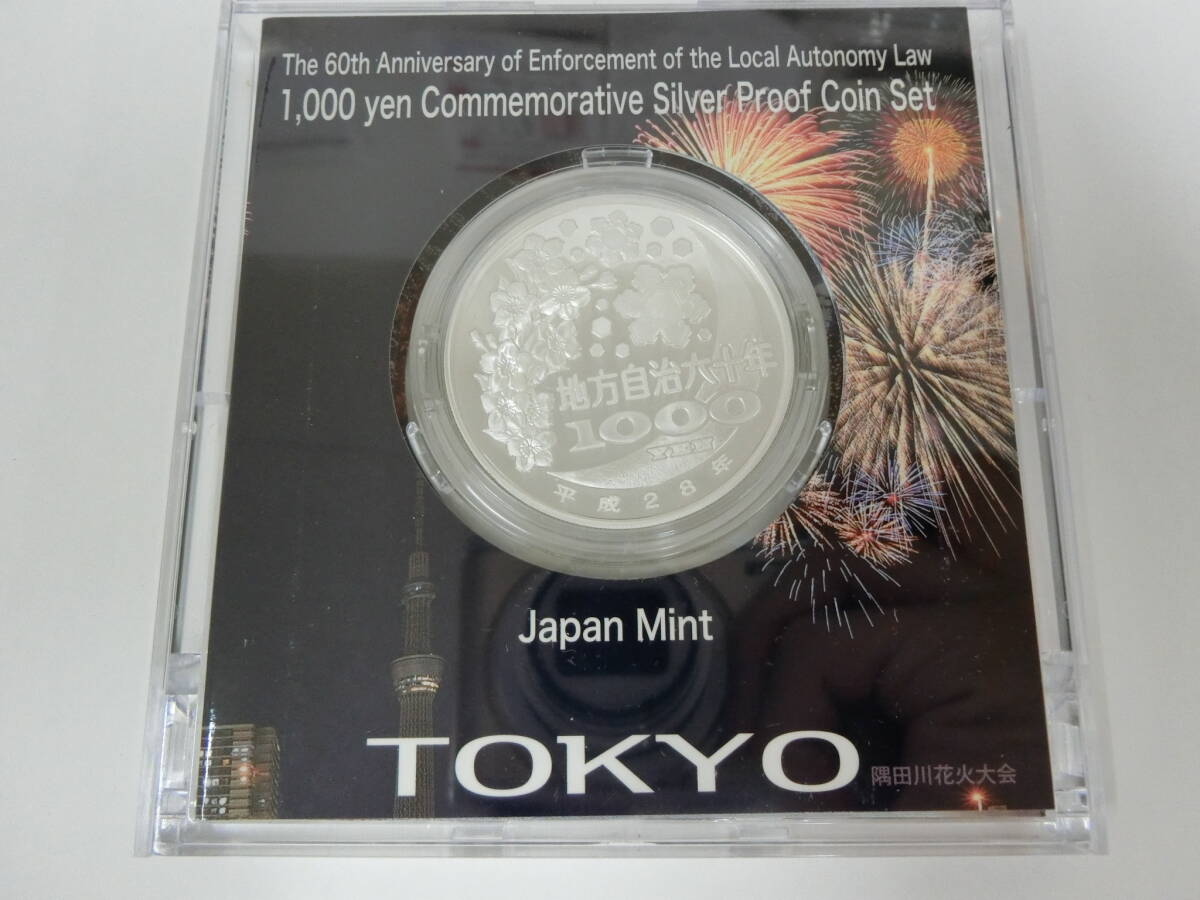 The 60th Anniversary of Enforcement of the Local Autonomy Law
1,000 yen Commemorative Silver Proof Coin Set
地方自治六十年
1000
YEN
平成28年
Japan Mint
TOKYO
隅田川花火大会